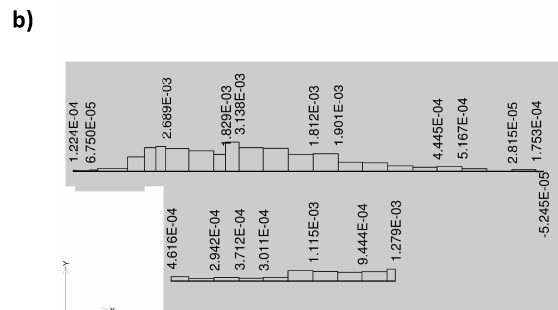 b)
1.224E-04
6.750E-05
2.689E-03
1.829E-03
3.138E-03
1.812E-03
1.901E-03
4.445E-04
5.167E-04
2.815E-05
1.753E-04
-5.245E-05
4.616E-04
2.942E-04
3.712E-04
3.011E-04
1.115E-03
9.444E-04
1.279E-03
Y
X